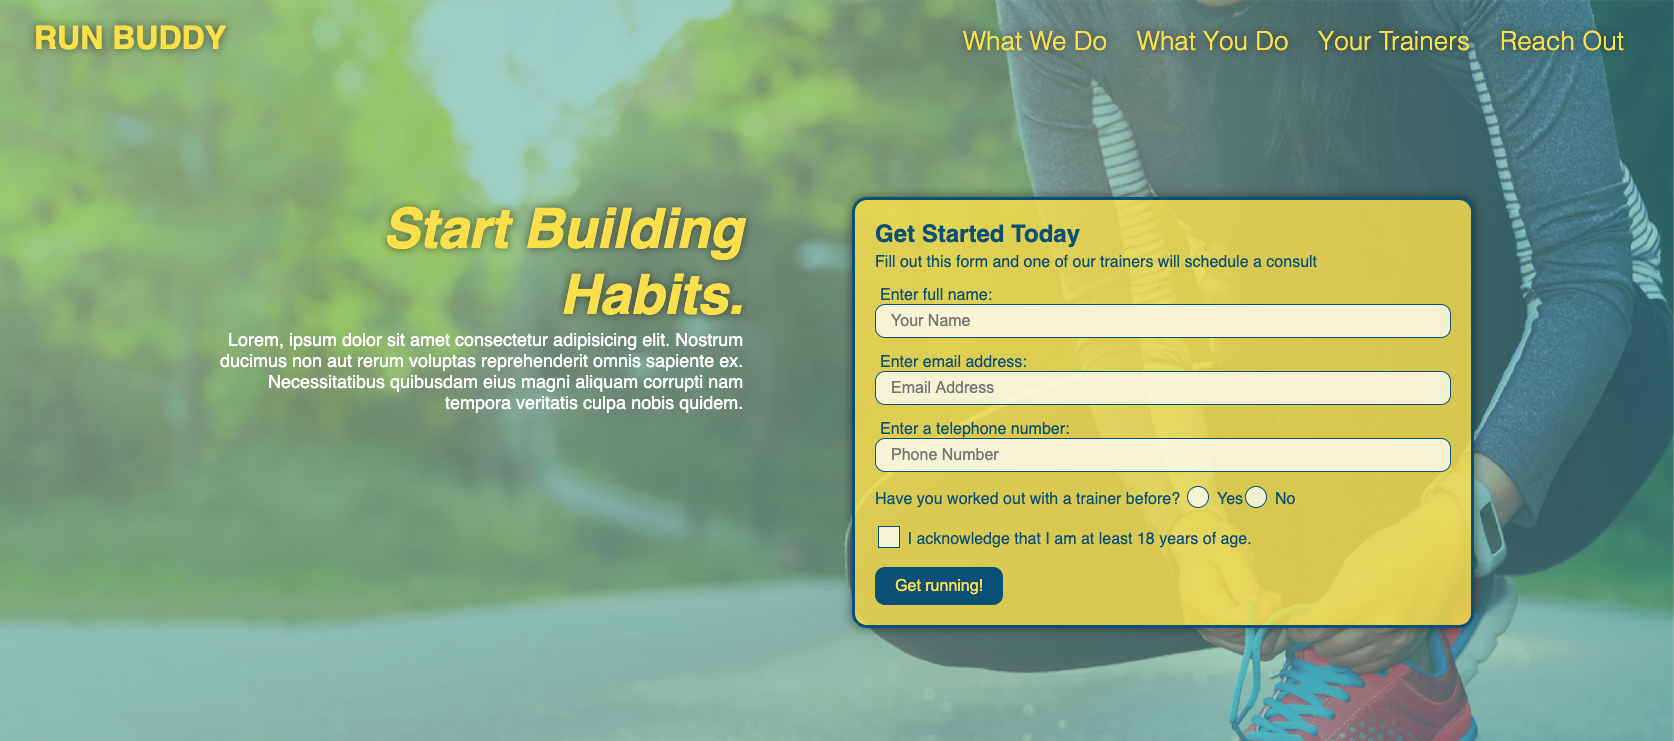 RUN BUDDY
What We Do What You Do Your Trainers Reach Out
Start Building
Habits.
Lorem, ipsum dolor sit amet consectetur adipisicing elit. Nostrum
ducimus non aut rerum voluptas reprehenderit omnis sapiente ex.
Necessitatibus quibusdam eius magni aliquam corrupti nam
tempora veritatis culpa nobis quidem.
Get Started Today
Fill out this form and one of our trainers will schedule a consult
Enter full name:
Your Name
Enter email address:
Email Address
Enter a telephone number:
Phone Number
Have you worked out with a trainer before? Yes No
I acknowledge that I am at least 18 years of age.
Get running!